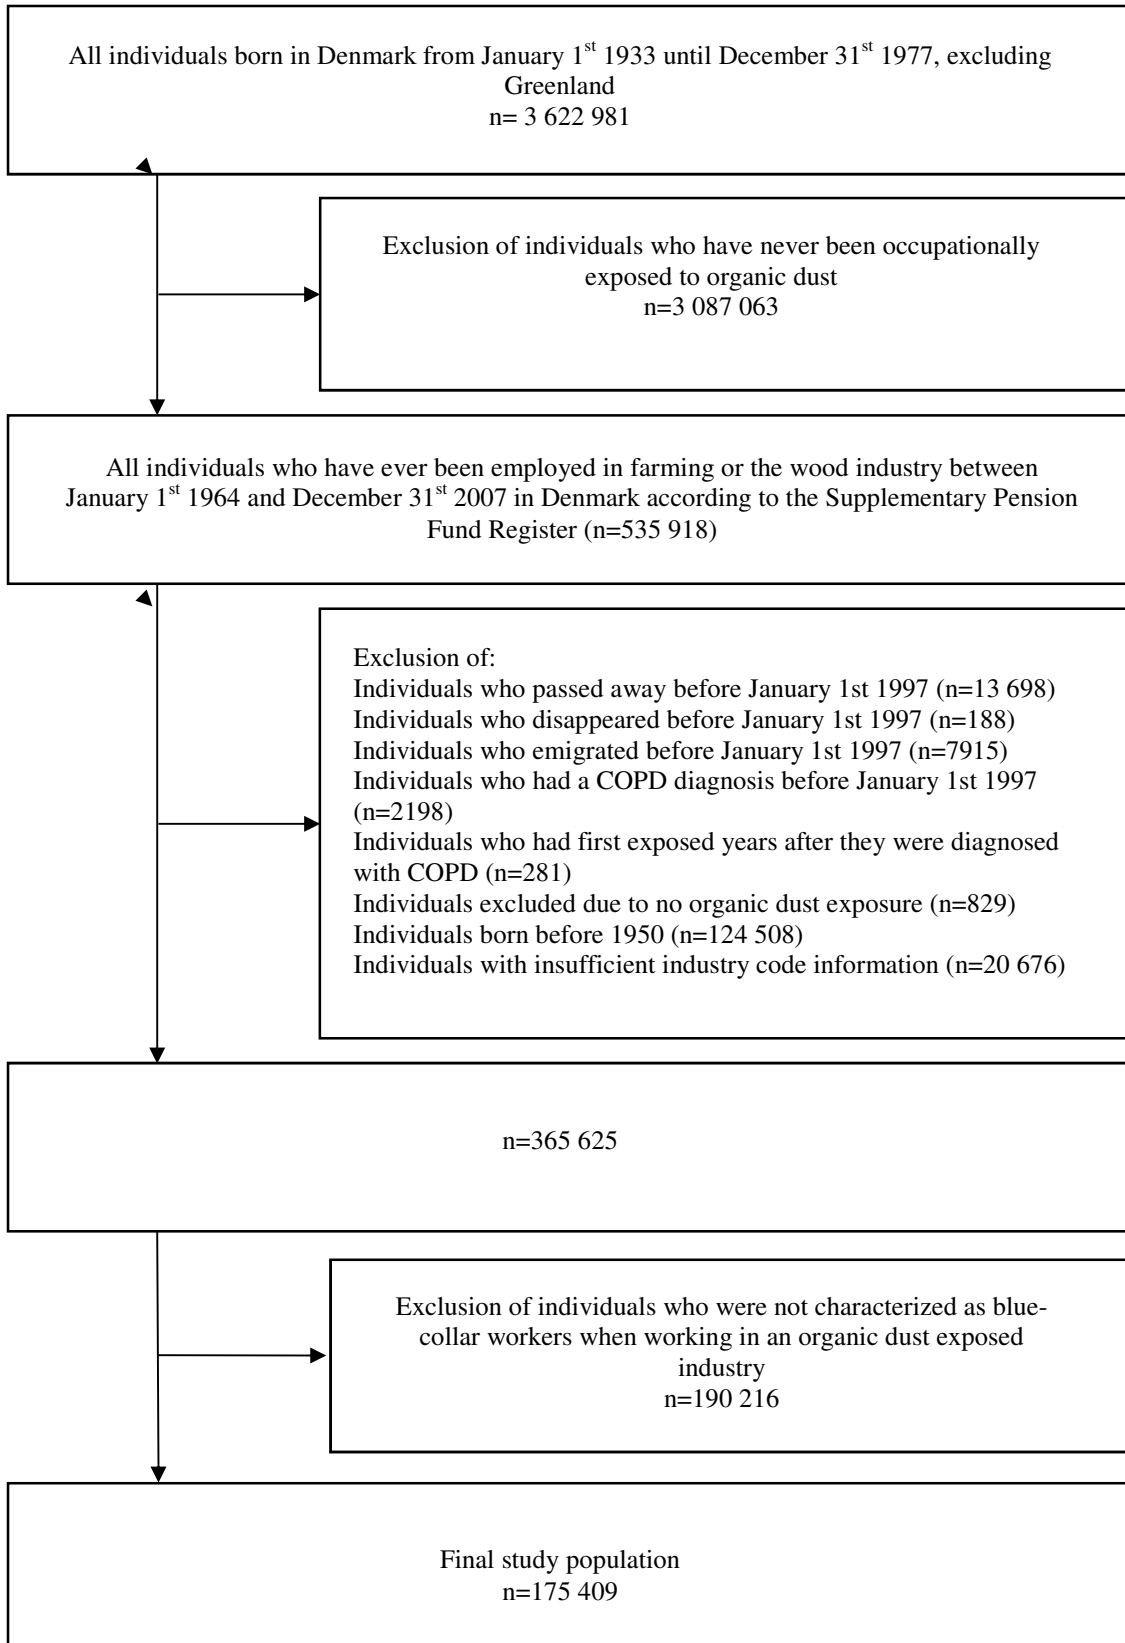 All individuals born in Denmark from January 1st 1933 until December 31st 1977, excluding
Greenland
n= 3 622 981
Exclusion of individuals who have never been occupationally
exposed to organic dust
n=3 087 063
All individuals who have ever been employed in farming or the wood industry between
January 1st 1964 and December 31st 2007 in Denmark according to the Supplementary Pension
Fund Register (n=535 918)
Exclusion of:
Individuals who passed away before January 1st 1997 (n=13 698)
Individuals who disappeared before January 1st 1997 (n=188)
Individuals who emigrated before January 1st 1997 (n=7915)
Individuals who had a COPD diagnosis before January 1st 1997
(n=2198)
Individuals who had first exposed years after they were diagnosed
with COPD (n=281)
Individuals excluded due to no organic dust exposure (n=829)
Individuals born before 1950 (n=124 508)
Individuals with insufficient industry code information (n=20 676)
n=365 625
Exclusion of individuals who were not characterized as blue-
collar workers when working in an organic dust exposed
industry
n=190 216
Final study population
n=175 409